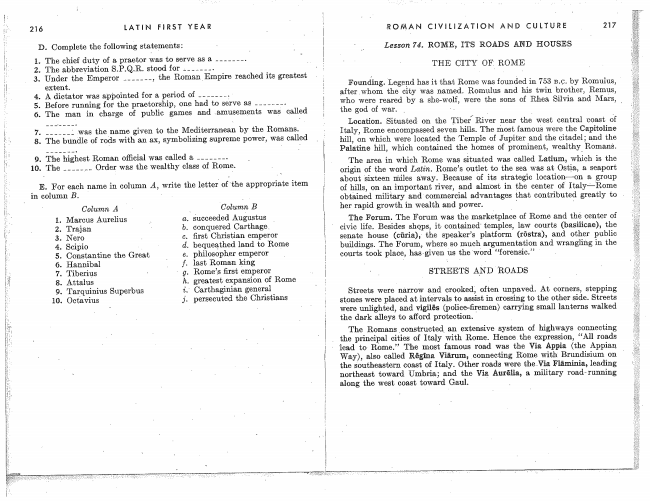 216 LATIN FIRST YEAR
D. Complete the following statements:
1. The chief duty of a praetor was to serve as a _______.
2. The abbreviation S.P.Q.R. stood for _______.
3. Under the Emperor _______, the Roman Empire reached its greatest
extent.
4. A dictator was appointed for a period of _______.
5. Before running for the praetorship, one had to serve as _______.
6. The man in charge of public games and amusements was called
_______.
7. _______ was the name given to the Mediterranean by the Romans.
8. The bundle of rods with an ax, symbolizing supreme power, was called
_______.
9. The highest Roman official was called a _______.
10. The _______ Order was the wealthy class of Rome.
E. For each name in column A, write the letter of the appropriate item
in column B.
Column A Column B
1. Marcus Aurelius a. succeeded Augustus
2. Trajan b. conquered Carthage
3. Nero c. first Christian emperor
4. Scipio d. bequeathed land to Rome
5. Constantine the Great e. philosopher emperor
6. Hannibal f. last Roman king
7. Tiberius g. Rome's first emperor
8. Attalus h. greatest expansion of Rome
9. Tarquinius Superbus i. Carthaginian general
10. Octavius j. persecuted the Christians
ROMAN CIVILIZATION AND CULTURE 217
Lesson 74. ROME, ITS ROADS AND HOUSES
THE CITY OF ROME
Founding. Legend has it that Rome was founded in 753 B.C. by Romulus,
after whom the city was named. Romulus and his twin brother, Remus,
who were reared by a she-wolf, were the sons of Rhea Silvia and Mars,
the god of war.
Location. Situated on the Tiber River near the west central coast of
Italy, Rome encompassed seven hills. The most famous were the Capitoline
hill, on which were located the Temple of Jupiter and the citadel; and the
Palatine hill, which contained the homes of prominent, wealthy Romans.
The area in which Rome was situated was called Latium, which is the
origin of the word Latin. Rome's outlet to the sea was at Ostia, a seaport
about sixteen miles away. Because of its strategic location—on a group
of hills, on an important river, and almost in the center of Italy—Rome
obtained military and commercial advantages that contributed greatly to
her rapid growth in wealth and power.
The Forum. The Forum was the marketplace of Rome and the center of
civic life. Besides shops, it contained temples, law courts (basilicae), the
senate house (cūria), the speaker's platform (rōstra), and other public
buildings. The Forum, where so much argumentation and wrangling in the
courts took place, has given us the word "forensic."
STREETS AND ROADS
Streets were narrow and crooked, often unpaved. At corners, stepping
stones were placed at intervals to assist in crossing to the other side. Streets
were unlighted, and vigilēs (police-firemen) carrying small lanterns walked
the dark alleys to afford protection.
The Romans constructed an extensive system of highways connecting
the principal cities of Italy with Rome. Hence the expression, "All roads
lead to Rome." The most famous road was the Via Appia (the Appian
Way), also called Rēgīna Viārum, connecting Rome with Brundisium on
the southeastern coast of Italy. Other roads were the Via Flāminia, leading
northeast toward Umbria; and the Via Aurēlia, a military road running
along the west coast toward Gaul.